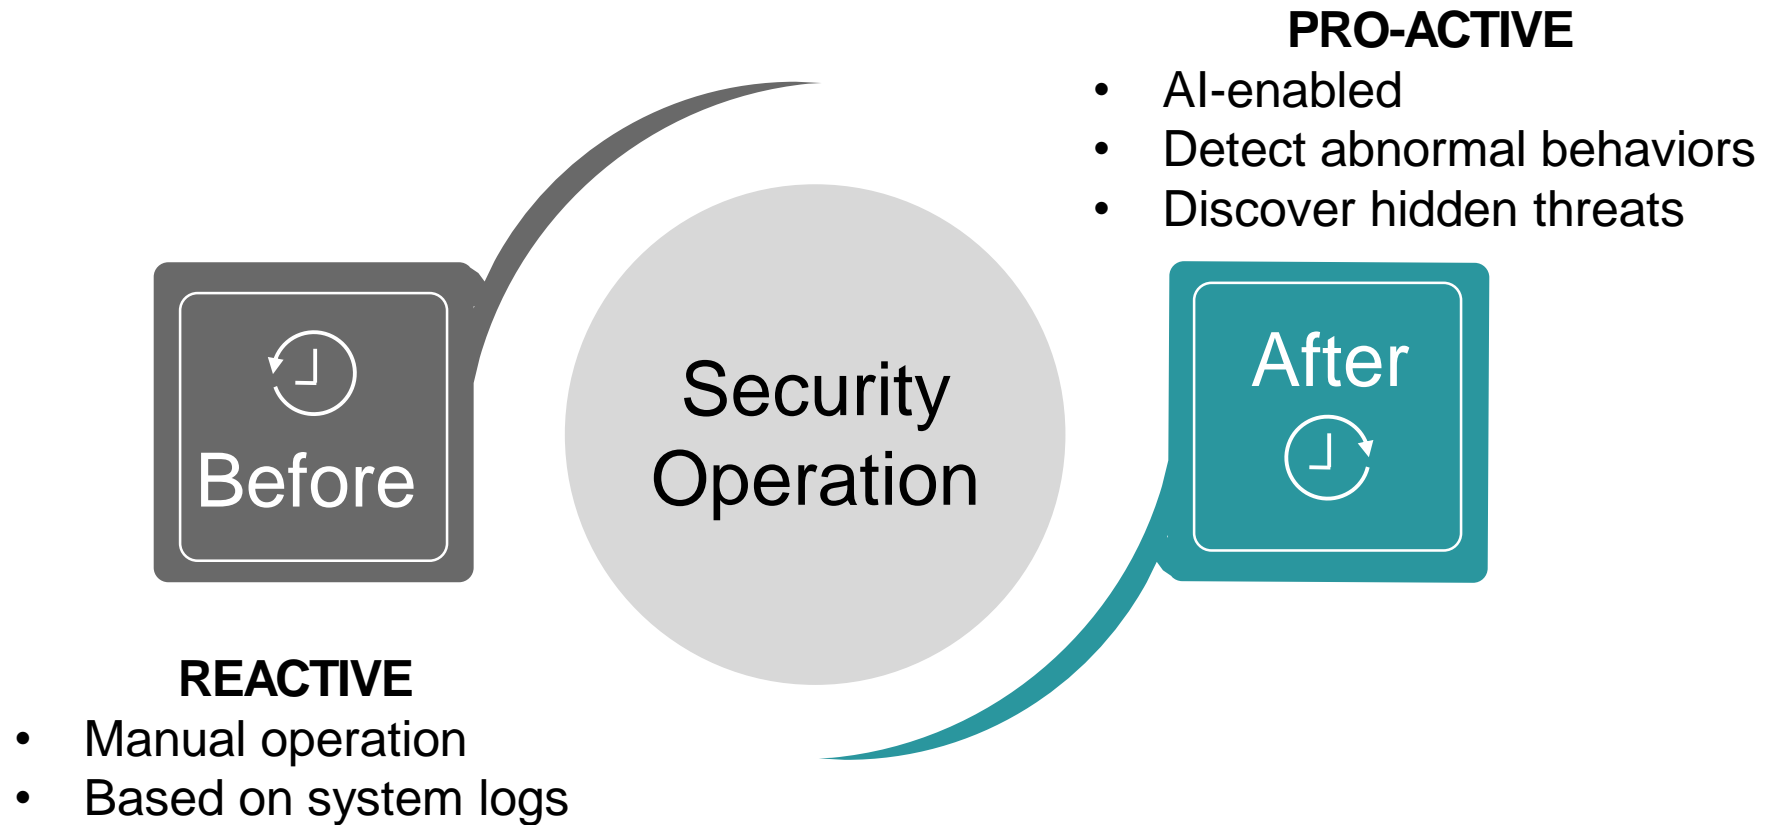 PRO-ACTIVE
• AI-enabled
• Detect abnormal behaviors
• Discover hidden threats
Before
Security
Operation
After
REACTIVE
• Manual operation
• Based on system logs